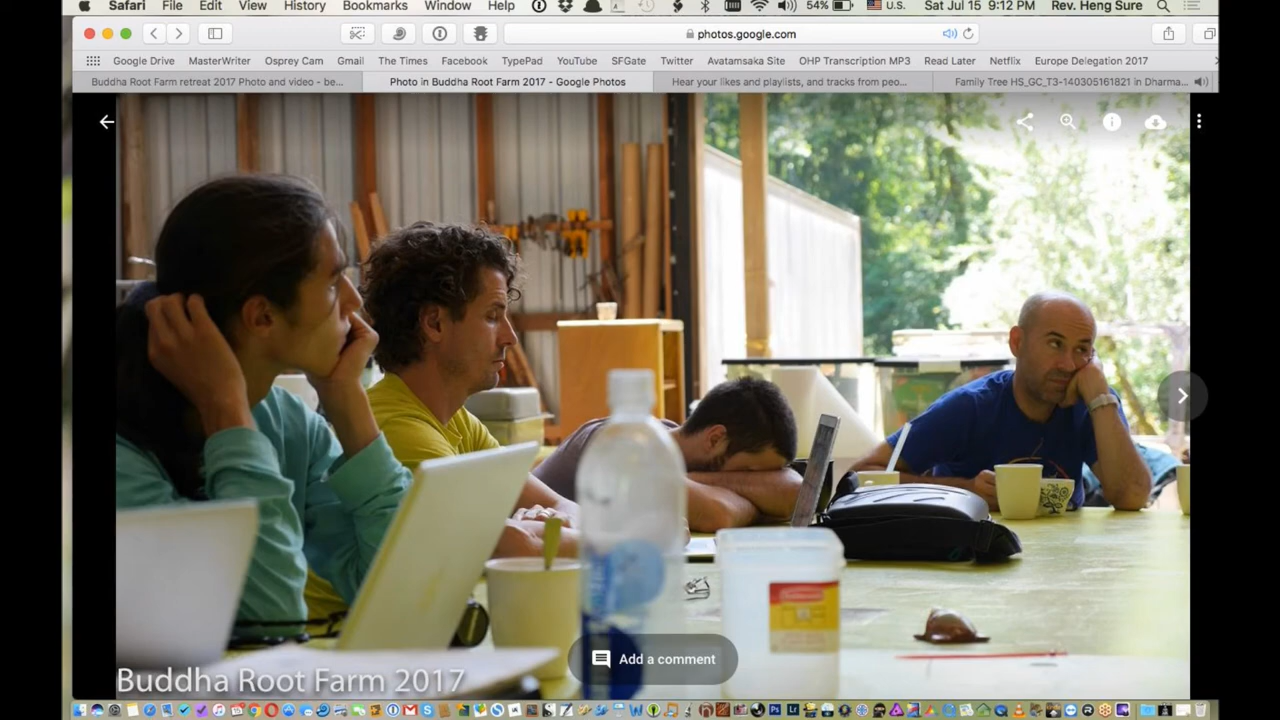 Safari File Edit View History Bookmarks Window Help 54% U.S. Sat Jul 15 9:12 PM Rev. Heng Sure
photos.google.com
Google Drive MasterWriter Osprey Cam Gmail The Times Facebook TypePad YouTube SFGate Twitter Avatamsaka Site OHP Transcription MP3 Read Later Netflix Europe Delegation 2017
Buddha Root Farm retreat 2017 Photo and video - be... Photo in Buddha Root Farm 2017 - Google Photos Hear your likes and playlists, and tracks from peo... Family Tree HS_GC_T3-140305161821 in Dharma...
Add a comment
Buddha Root Farm 2017